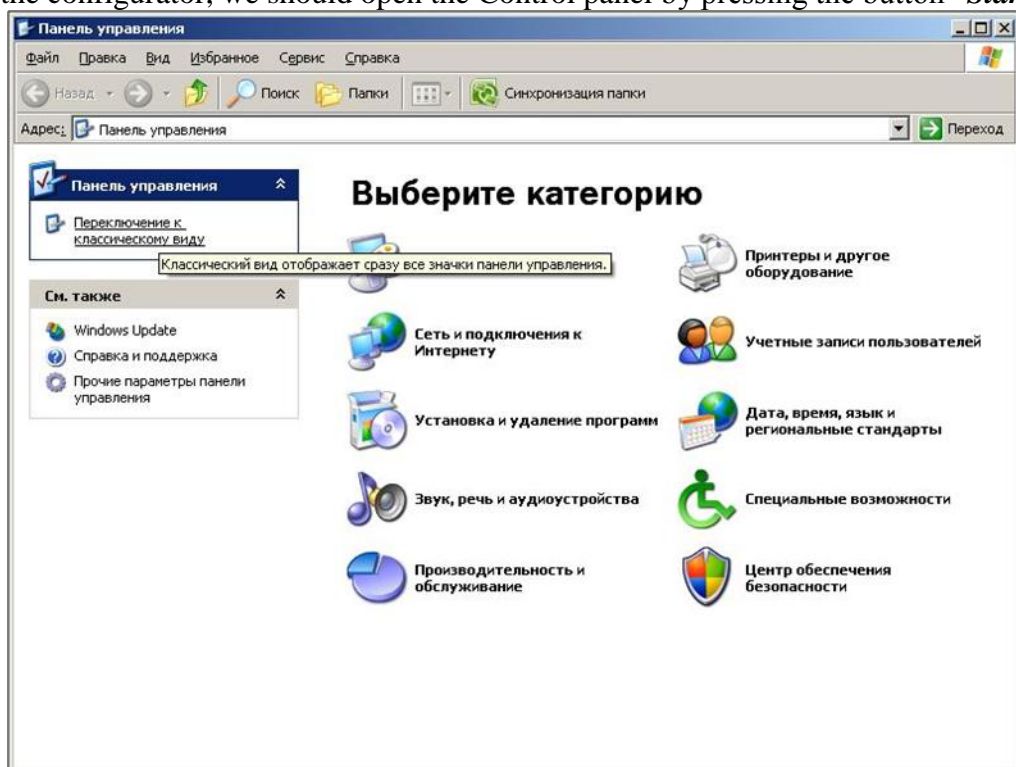 the configurator, we should open the Control panel by pressing the button "Star
Панель управления
Файл Правка Вид Избранное Сервис Справка
Назад Поиск Папки Синхронизация папки
Адрес: Панель управления Переход
Панель управления
Переключение к
классическому виду
Классический вид отображает сразу все значки панели управления.
См. также
Windows Update
Справка и поддержка
Прочие параметры панели
управления
Выберите категорию
Принтеры и другое
оборудование
Сеть и подключения к
Интернету
Учетные записи пользователей
Установка и удаление программ
Дата, время, язык и
региональные стандарты
Звук, речь и аудиоустройства
Специальные возможности
Производительность и
обслуживание
Центр обеспечения
безопасности